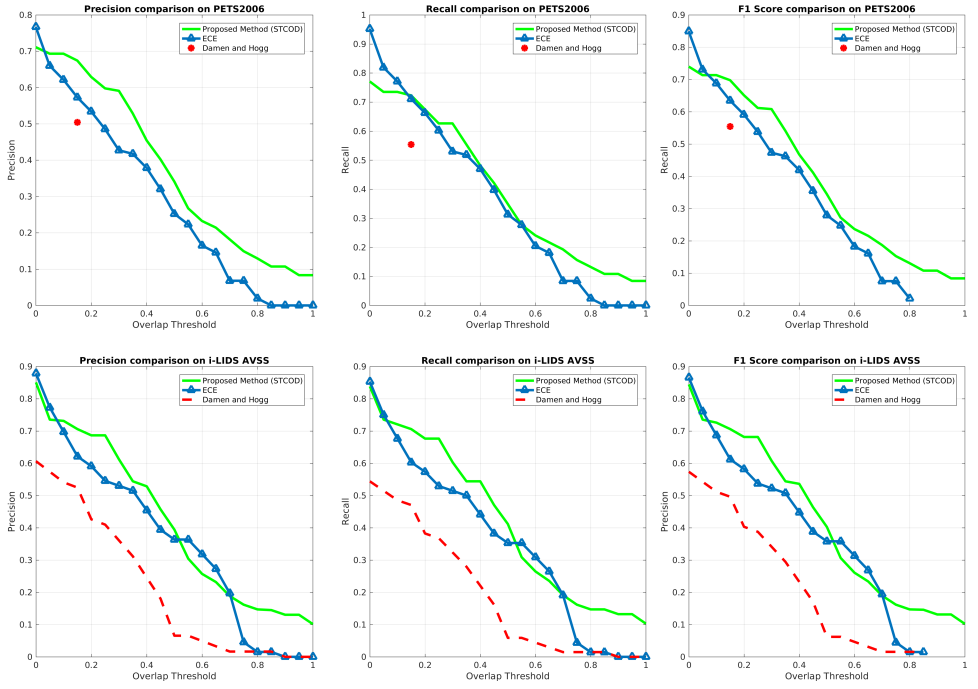 Precision comparison on PETS2006
0.8
0.7
0.6
0.5
0.4
0.3
0.2
0.1
0
Precision
0 0.2 0.4 0.6 0.8 1
Overlap Threshold
Proposed Method (STCOD)
ECE
Damen and Hogg
Recall comparison on PETS2006
1
0.9
0.8
0.7
0.6
0.5
0.4
0.3
0.2
0.1
0
Recall
0 0.2 0.4 0.6 0.8 1
Overlap Threshold
Proposed Method (STCOD)
ECE
Damen and Hogg
F1 Score comparison on PETS2006
0.9
0.8
0.7
0.6
0.5
0.4
0.3
0.2
0.1
0
Precision
0 0.2 0.4 0.6 0.8 1
Overlap Threshold
Proposed Method (STCOD)
ECE
Damen and Hogg
Precision comparison on i-LIDS AVSS
0.9
0.8
0.7
0.6
0.5
0.4
0.3
0.2
0.1
0
Precision
0 0.2 0.4 0.6 0.8 1
Overlap Threshold
Proposed Method (STCOD)
ECE
Damen and Hogg
Recall comparison on i-LIDS AVSS
0.9
0.8
0.7
0.6
0.5
0.4
0.3
0.2
0.1
0
Recall
0 0.2 0.4 0.6 0.8 1
Overlap Threshold
Proposed Method (STCOD)
ECE
Damen and Hogg
F1 Score comparison on i-LIDS AVSS
0.9
0.8
0.7
0.6
0.5
0.4
0.3
0.2
0.1
0
Precision
0 0.2 0.4 0.6 0.8 1
Overlap Threshold
Proposed Method (STCOD)
ECE
Damen and Hogg